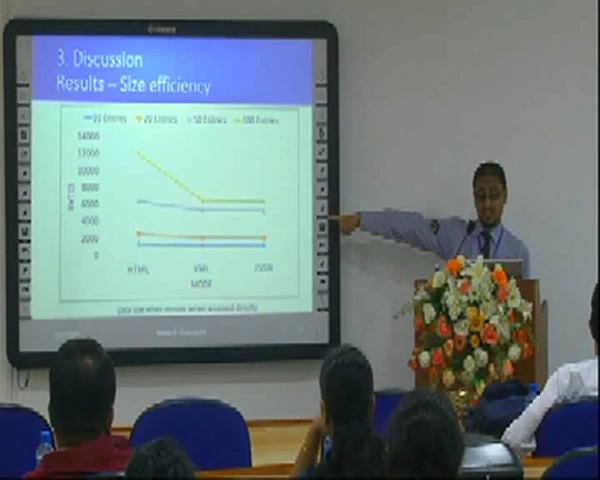 3. Discussion
Results – Size efficiency
10 Entries 20 Entries 50 Entries 100 Entries
14000
12000
10000
8000
6000
4000
2000
0
BYTES
HTML XML JSON
MODE